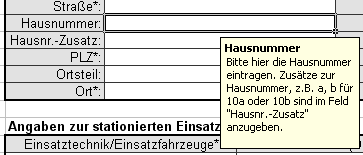 Straße*:
Hausnummer:
Hausnr.-Zusatz:
PLZ*:
Ortsteil:
Ort*:
Hausnummer
Bitte hier die Hausnummer
eintragen. Zusätze zur
Hausnummer, z.B. a, b für
10a oder 10b sind im Feld
"Hausnr.-Zusatz"
anzugeben.
Angaben zur stationierten Einsatz
Einsatztechnik/Einsatzfahrzeuge*: